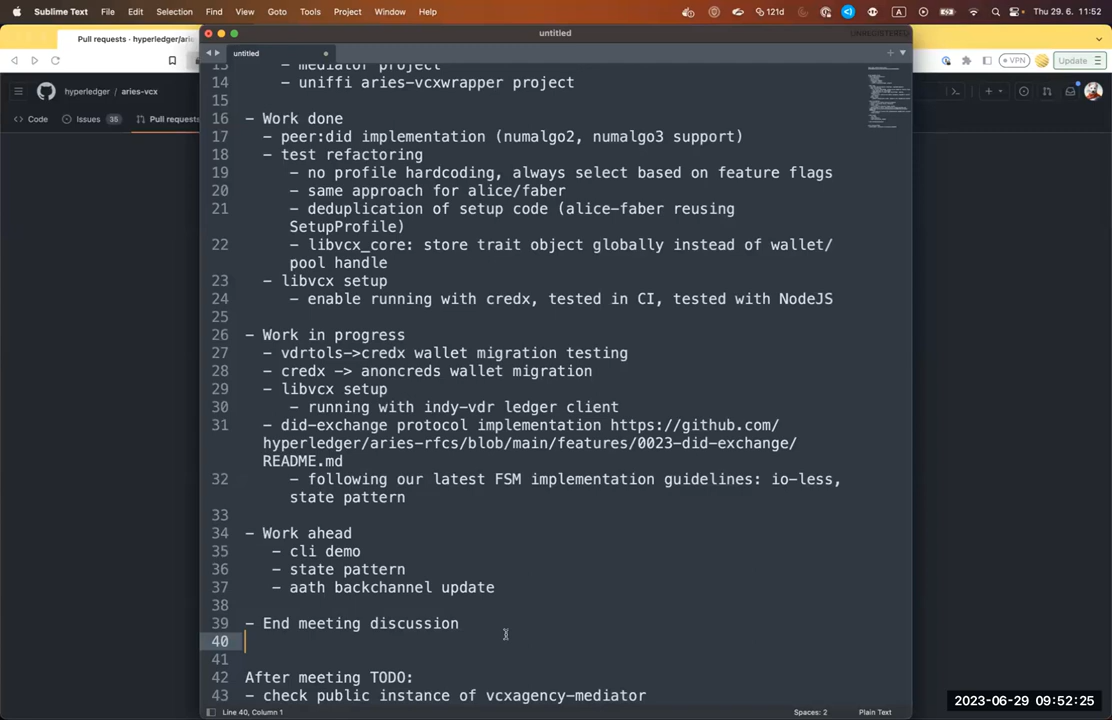 Sublime Text File Edit Selection Find View Goto Tools Project Window Help 121d A Thu 29. 6. 11:52
Pull requests · hyperledger/arie
untitled
UNREGISTERED
untitled
VPN
Update
hyperledger / aries-vcx
Code Issues 35 Pull requests
13 - mediator project
14 - uniffi aries-vcxwrapper project
15
16 - Work done
17 - peer:did implementation (numalgo2, numalgo3 support)
18 - test refactoring
19 - no profile hardcoding, always select based on feature flags
20 - same approach for alice/faber
21 - deduplication of setup code (alice-faber reusing
SetupProfile)
22 - libvcx_core: store trait object globally instead of wallet/
pool handle
23 - libvcx setup
24 - enable running with credx, tested in CI, tested with NodeJS
25
26 - Work in progress
27 - vdrtols->credx wallet migration testing
28 - credx -> anoncreds wallet migration
29 - libvcx setup
30 - running with indy-vdr ledger client
31 - did-exchange protocol implementation https://github.com/
hyperledger/aries-rfcs/blob/main/features/0023-did-exchange/
README.md
32 - following our latest FSM implementation guidelines: io-less,
state pattern
33
34 - Work ahead
35 - cli demo
36 - state pattern
37 - aath backchannel update
38
39 - End meeting discussion
40
41
42 After meeting TODO:
43 - check public instance of vcxagency-mediator
Line 40, Column 1
Spaces: 2
Plain Text
2023-06-29 09:52:25